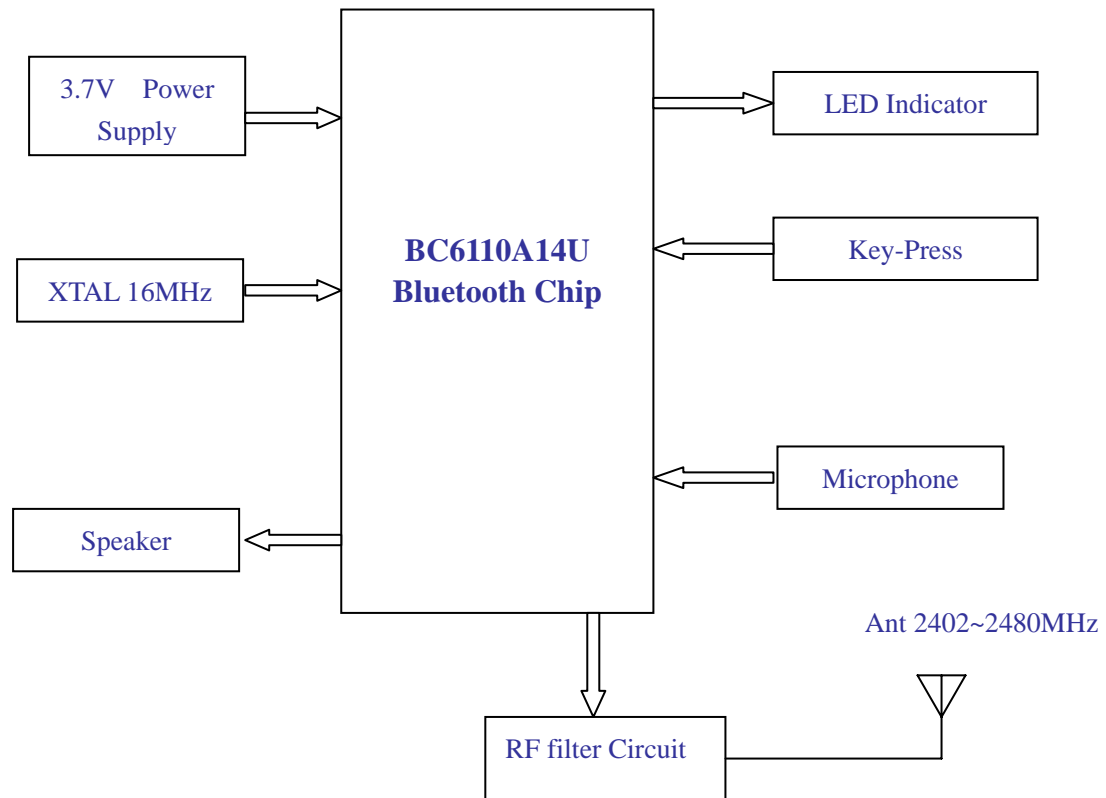 3.7V Power
Supply
LED Indicator
BC6110A14U
Bluetooth Chip
Key-Press
XTAL 16MHz
Microphone
Speaker
Ant 2402~2480MHz
RF filter Circuit